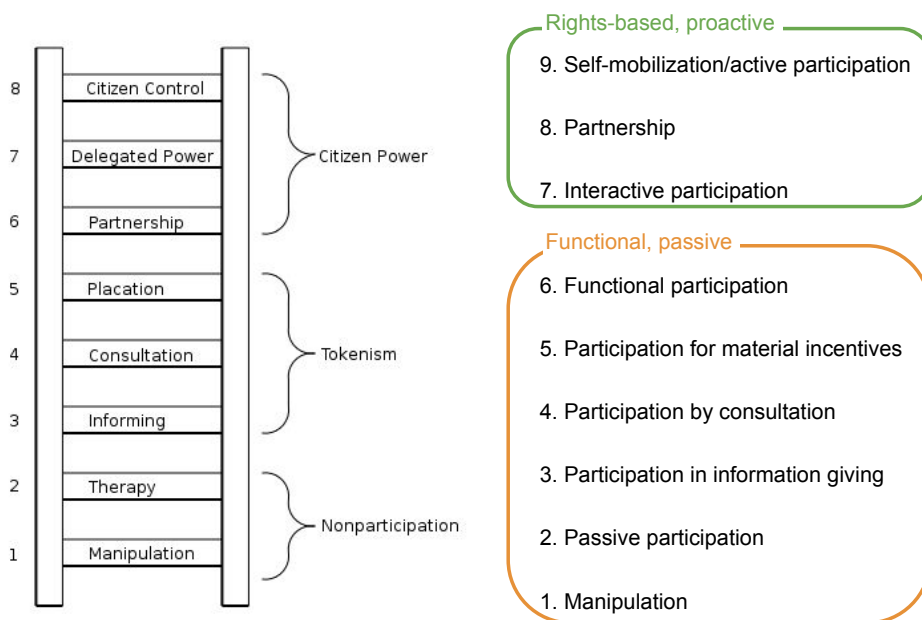 8 Citizen Control
7 Delegated Power
6 Partnership
Citizen Power
5 Placation
4 Consultation
3 Informing
Tokenism
2 Therapy
1 Manipulation
Nonparticipation
Rights-based, proactive
9. Self-mobilization/active participation
8. Partnership
7. Interactive participation
Functional, passive
6. Functional participation
5. Participation for material incentives
4. Participation by consultation
3. Participation in information giving
2. Passive participation
1. Manipulation